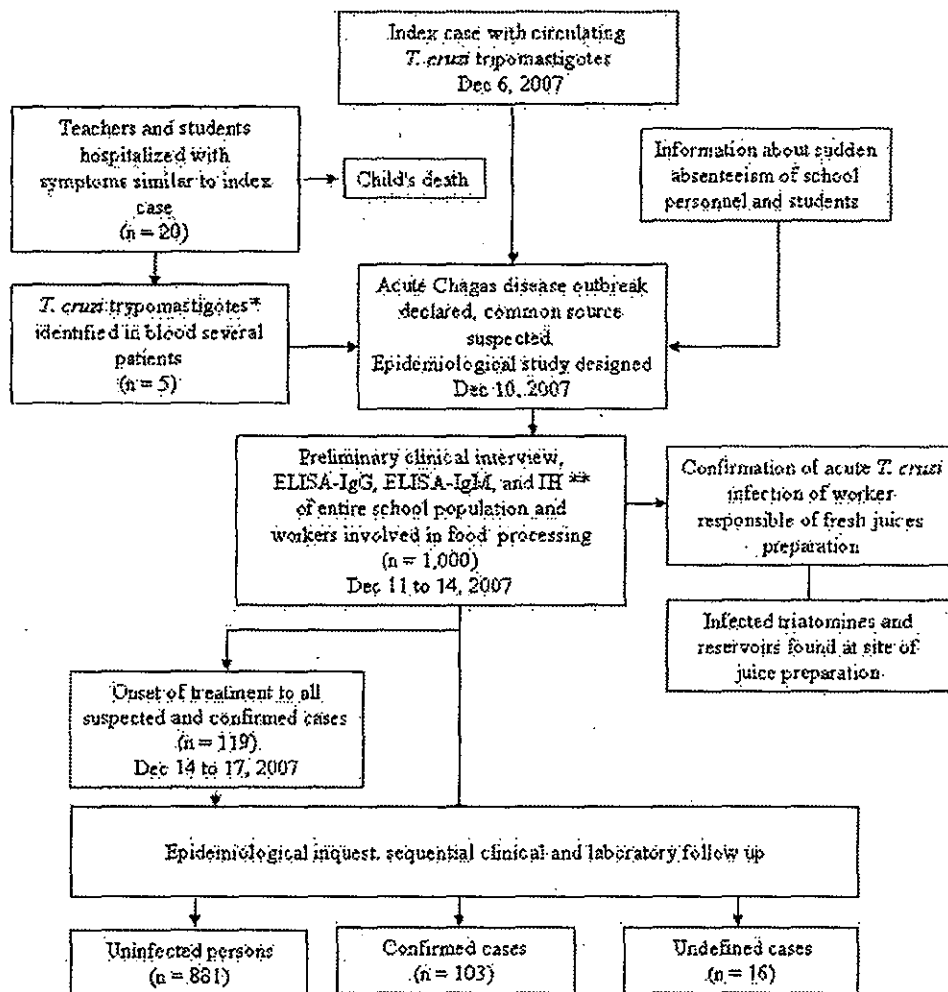 Index case with circulating
T. cruzi tripomastigotes
Dec 6, 2007
Teachers and students
hospitalized with
symptoms similar to index
case
(n = 20)
Child's death
Information about sudden
absenteeism of school
personnel and students
T. cruzi trypomastigotes*
identified in blood several
patients
(n = 5)
Acute Chagas disease outbreak
declared, common source
suspected
Epidemiological study designed
Dec 10, 2007
Preliminary clinical interview,
ELISA-IgG, ELISA-IgM, and IH **
of entire school population and
workers involved in food processing
(n = 1,000)
Dec 11 to 14, 2007
Confirmation of acute T. cruzi
infection of worker
responsible of fresh juices
preparation
Infected triatomines and
reservoirs found at site of
juice preparation
Onset of treatment to all
suspected and confirmed cases
(n = 119)
Dec 14 to 17, 2007
Epidemiological inquest, sequential clinical and laboratory follow up
Uninfected persons
(n = 881)
Confirmed cases
(n = 103)
Undefined cases
(n = 16)